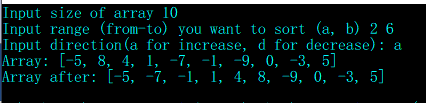 Input size of array 10
Input range (from-to) you want to sort (a, b) 2 6
Input direction(a for increase, d for decrease): a
Array: [-5, 8, 4, 1, -7, -1, -9, 0, -3, 5]
Array after: [-5, -7, -1, 1, 4, 8, -9, 0, -3, 5]